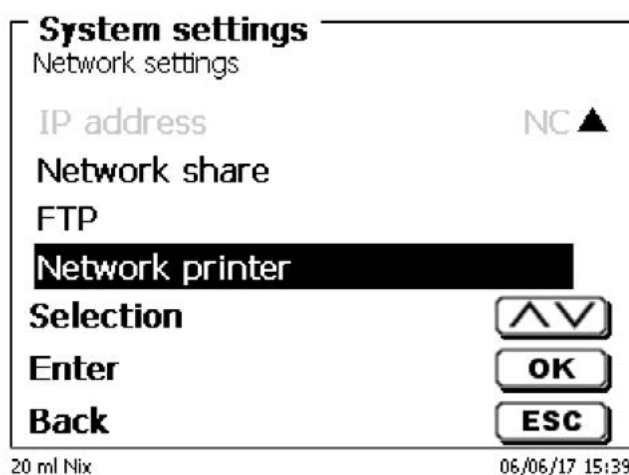 System settings
Network settings
IP address NC
Network share
FTP
Network printer
Selection
Enter OK
Back ESC
20 ml Nix 06/06/17 15:39